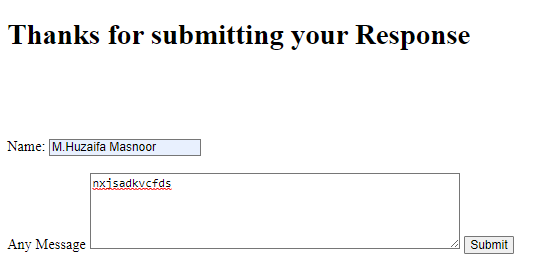 Thanks for submitting your Response
Name: M.Huzaifa Masnoor
nxjsadkvcfds
Any Message Submit